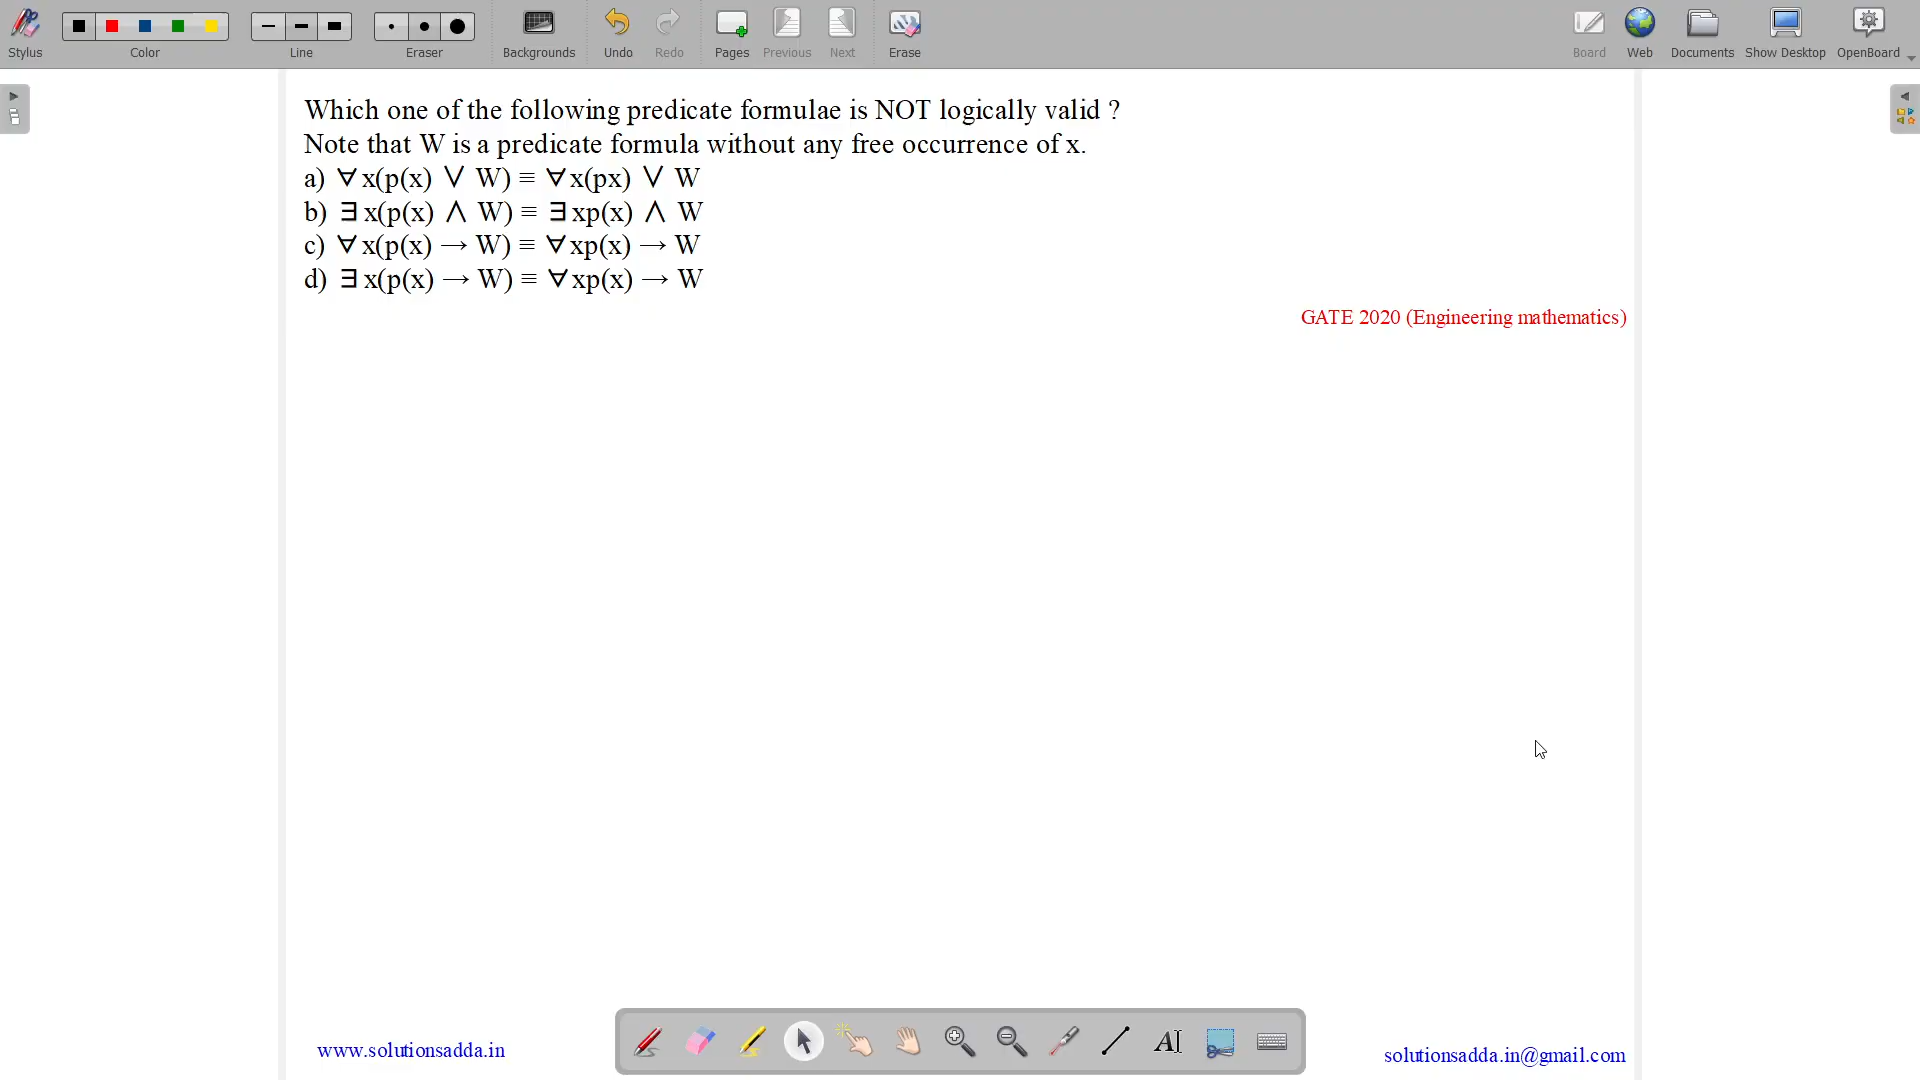 Stylus Color Line Eraser Backgrounds Undo Redo Pages Previous Next Erase Board Web Documents Show Desktop OpenBoard
Which one of the following predicate formulae is NOT logically valid ?
Note that W is a predicate formula without any free occurrence of x.
a) ∀x(p(x) ∨ W) ≡ ∀x(px) ∨ W
b) ∃x(p(x) ∧ W) ≡ ∃xp(x) ∧ W
c) ∀x(p(x) → W) ≡ ∀xp(x) → W
d) ∃x(p(x) → W) ≡ ∀xp(x) → W
GATE 2020 (Engineering mathematics)
www.solutionsadda.in
solutionsadda.in@gmail.com